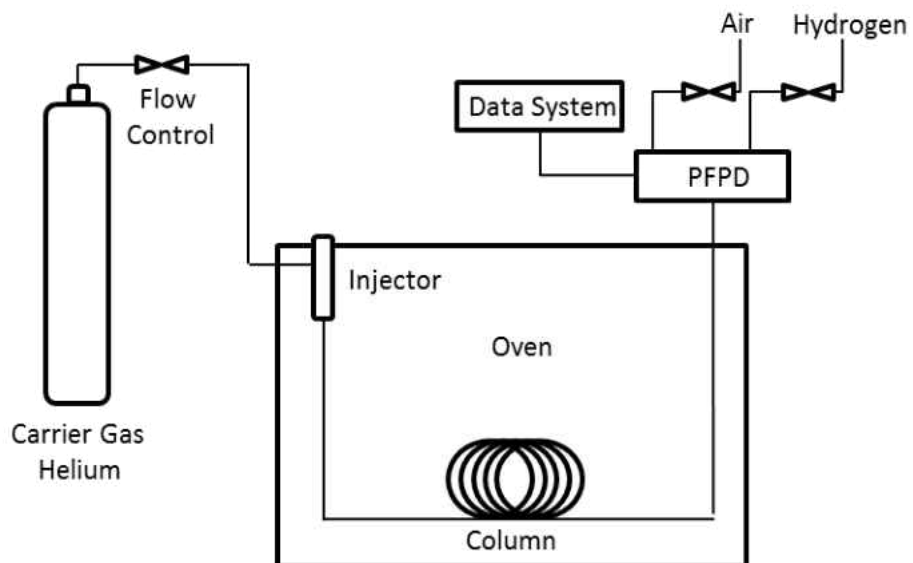 Air
Hydrogen
Flow
Control
Data System
PFPD
Injector
Oven
Carrier Gas
Helium
Column